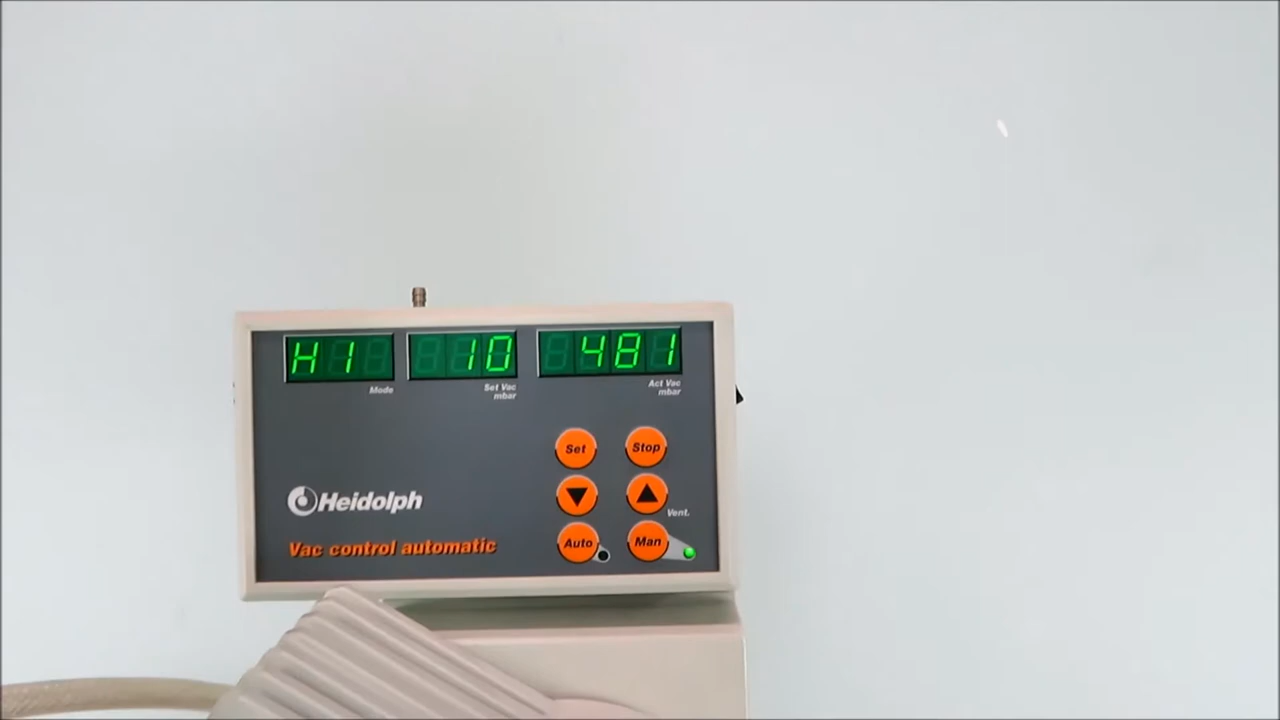 H1 10 481
Mode Set Vac mbar Act Vac mbar
Set Stop
Vent.
Heidolph
Auto Man
Vac control automatic